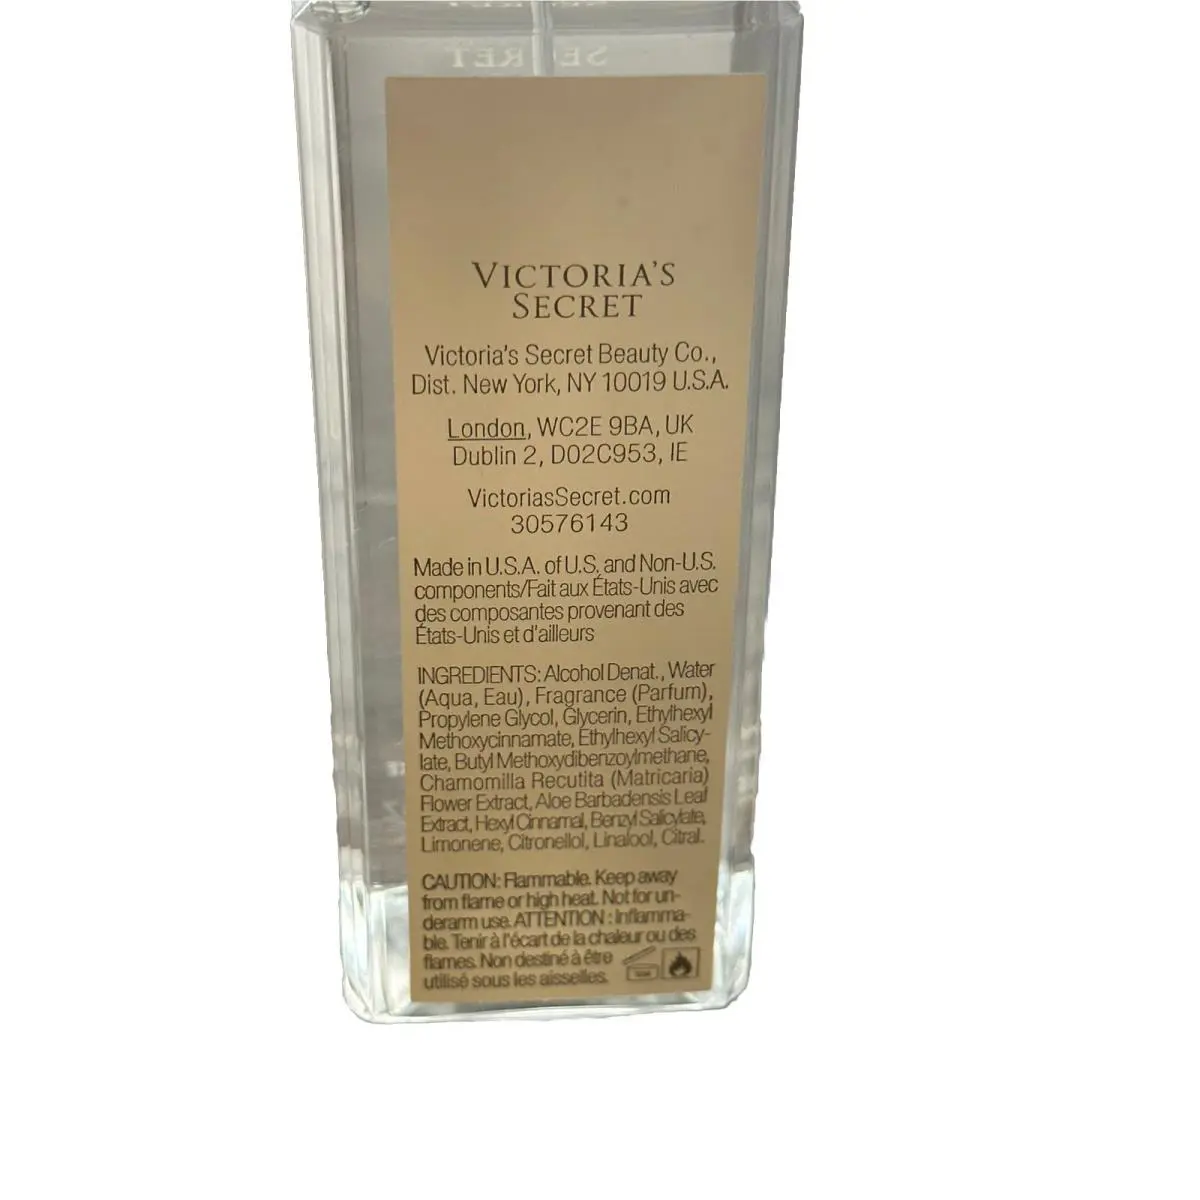 SECRET
VICTORIA'S
SECRET
Victoria's Secret Beauty Co.,
Dist. New York, NY 10019 U.S.A.
London, WC2E 9BA, UK
Dublin 2, D02C953, IE
VictoriasSecret.com
30576143
Made in U.S.A. of U.S. and Non-U.S.
components/Fait aux États-Unis avec
des composantes provenant des
États-Unis et d'ailleurs
INGREDIENTS: Alcohol Denat., Water
(Aqua, Eau), Fragrance (Parfum),
Propylene Glycol, Glycerin, Ethylhexyl
Methoxycinnamate, Ethylhexyl Salicy-
late, Butyl Methoxydibenzoylmethane,
Chamomilla Recutita (Matricaria)
Flower Extract, Aloe Barbadensis Leaf
Extract, Hexyl Cinnamal, Benzyl Salicylate,
Limonene, Citronellol, Linalool, Citral.
CAUTION: Flammable. Keep away
from flame or high heat. Not for un-
derarm use. ATTENTION : Inflamma-
ble. Tenir à l'écart de la chaleur ou des
flammes. Non destiné à être
utilisé sous les aisselles.